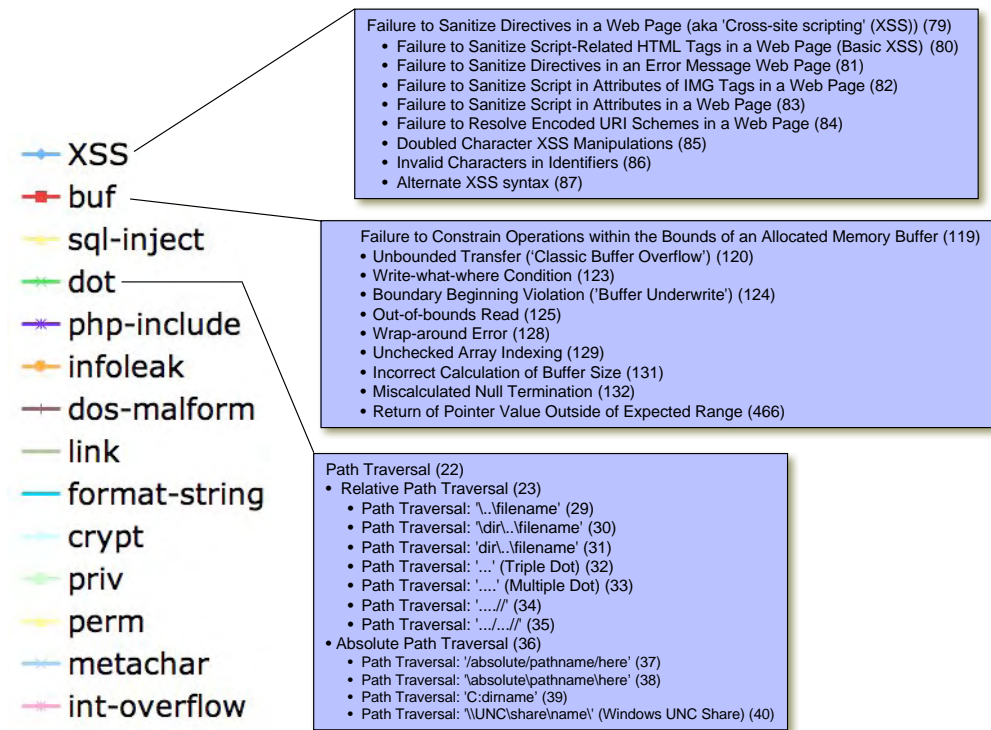 Failure to Sanitize Directives in a Web Page (aka 'Cross-site scripting' (XSS)) (79)
• Failure to Sanitize Script-Related HTML Tags in a Web Page (Basic XSS) (80)
• Failure to Sanitize Directives in an Error Message Web Page (81)
• Failure to Sanitize Script in Attributes of IMG Tags in a Web Page (82)
• Failure to Sanitize Script in Attributes in a Web Page (83)
• Failure to Resolve Encoded URI Schemes in a Web Page (84)
• Doubled Character XSS Manipulations (85)
• Invalid Characters in Identifiers (86)
• Alternate XSS syntax (87)
XSS
buf
sql-inject
dot
php-include
infoleak
dos-malform
link
format-string
crypt
priv
perm
metachar
int-overflow
Failure to Constrain Operations within the Bounds of an Allocated Memory Buffer (119)
• Unbounded Transfer (‘Classic Buffer Overflow’) (120)
• Write-what-where Condition (123)
• Boundary Beginning Violation ('Buffer Underwrite') (124)
• Out-of-bounds Read (125)
• Wrap-around Error (128)
• Unchecked Array Indexing (129)
• Incorrect Calculation of Buffer Size (131)
• Miscalculated Null Termination (132)
• Return of Pointer Value Outside of Expected Range (466)
Path Traversal (22)
• Relative Path Traversal (23)
• Path Traversal: '\..\filename' (29)
• Path Traversal: '\dir\..\filename' (30)
• Path Traversal: 'dir\..\filename' (31)
• Path Traversal: '...' (Triple Dot) (32)
• Path Traversal: '....' (Multiple Dot) (33)
• Path Traversal: '....//' (34)
• Path Traversal: '.../...//' (35)
• Absolute Path Traversal (36)
• Path Traversal: '/absolute/pathname/here’ (37)
• Path Traversal: '\absolute\pathname\here’ (38)
• Path Traversal: 'C:dirname’ (39)
• Path Traversal: '\\UNC\share\name\' (Windows UNC Share) (40)